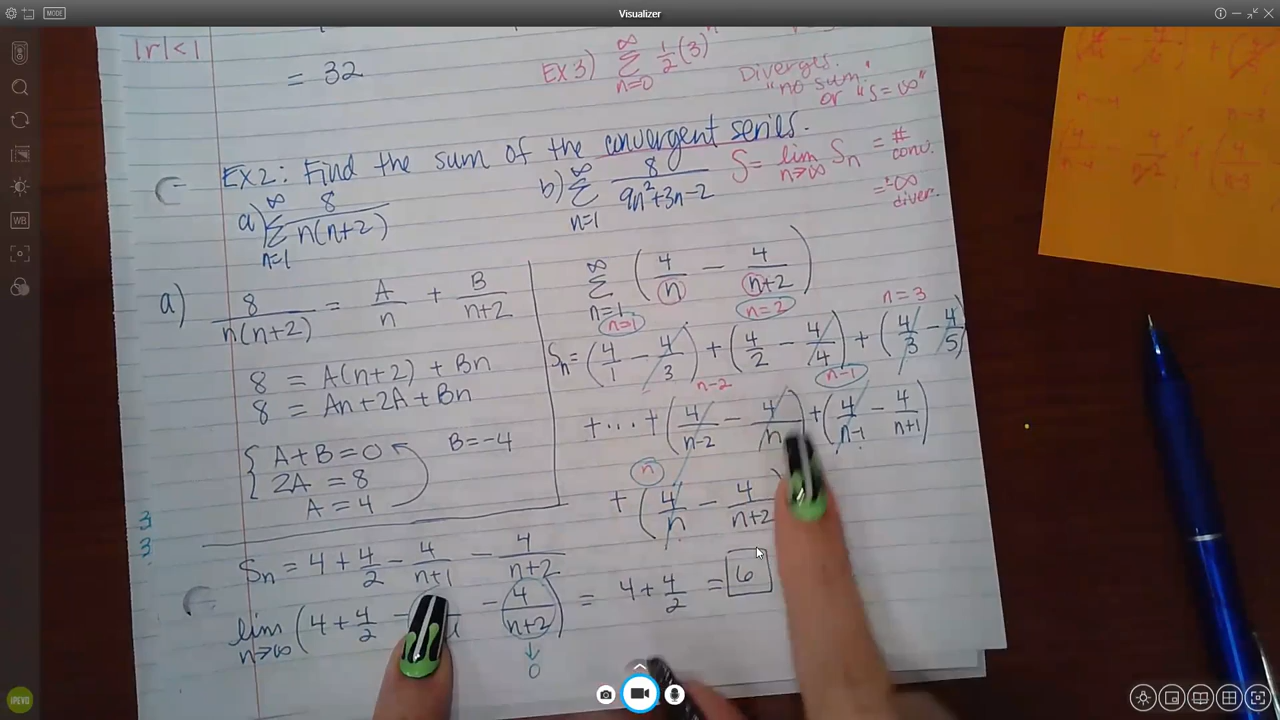 MODE
Visualizer
WB
iPEVO
|r|<1
= 32
EX 3) ∞ Σ n=0 1/2 (3)^n
Diverges.
"no sum"
or "S = ∞"
EX2: Find the sum of the convergent series.
a) ∞ Σ n=1 8/(n(n+2))
b) ∞ Σ n=1 8/(9n²+3n-2)
S = lim n→∞ Sn = # conv.
= ±∞ diver.
a) 8/(n(n+2)) = A/n + B/(n+2)
8 = A(n+2) + Bn
8 = An+2A+Bn
{ A+B=0
2A = 8
A = 4
B=-4
∞ Σ n=1 (4/n - 4/(n+2))
n=1 n=2 n=3
Sn = (4/1 - 4/3) + (4/2 - 4/4) + (4/3 - 4/5)
n-2 n-1
+ ... + (4/(n-2) - 4/n) + (4/(n-1) - 4/(n+1))
n
+ (4/n - 4/(n+2)
3
3
Sn = 4 + 4/2 - 4/(n+1) - 4/(n+2)
lim n→∞ (4 + 4/2 - - 4/(n+2)) = 4 + 4/2 = 6
↓
0